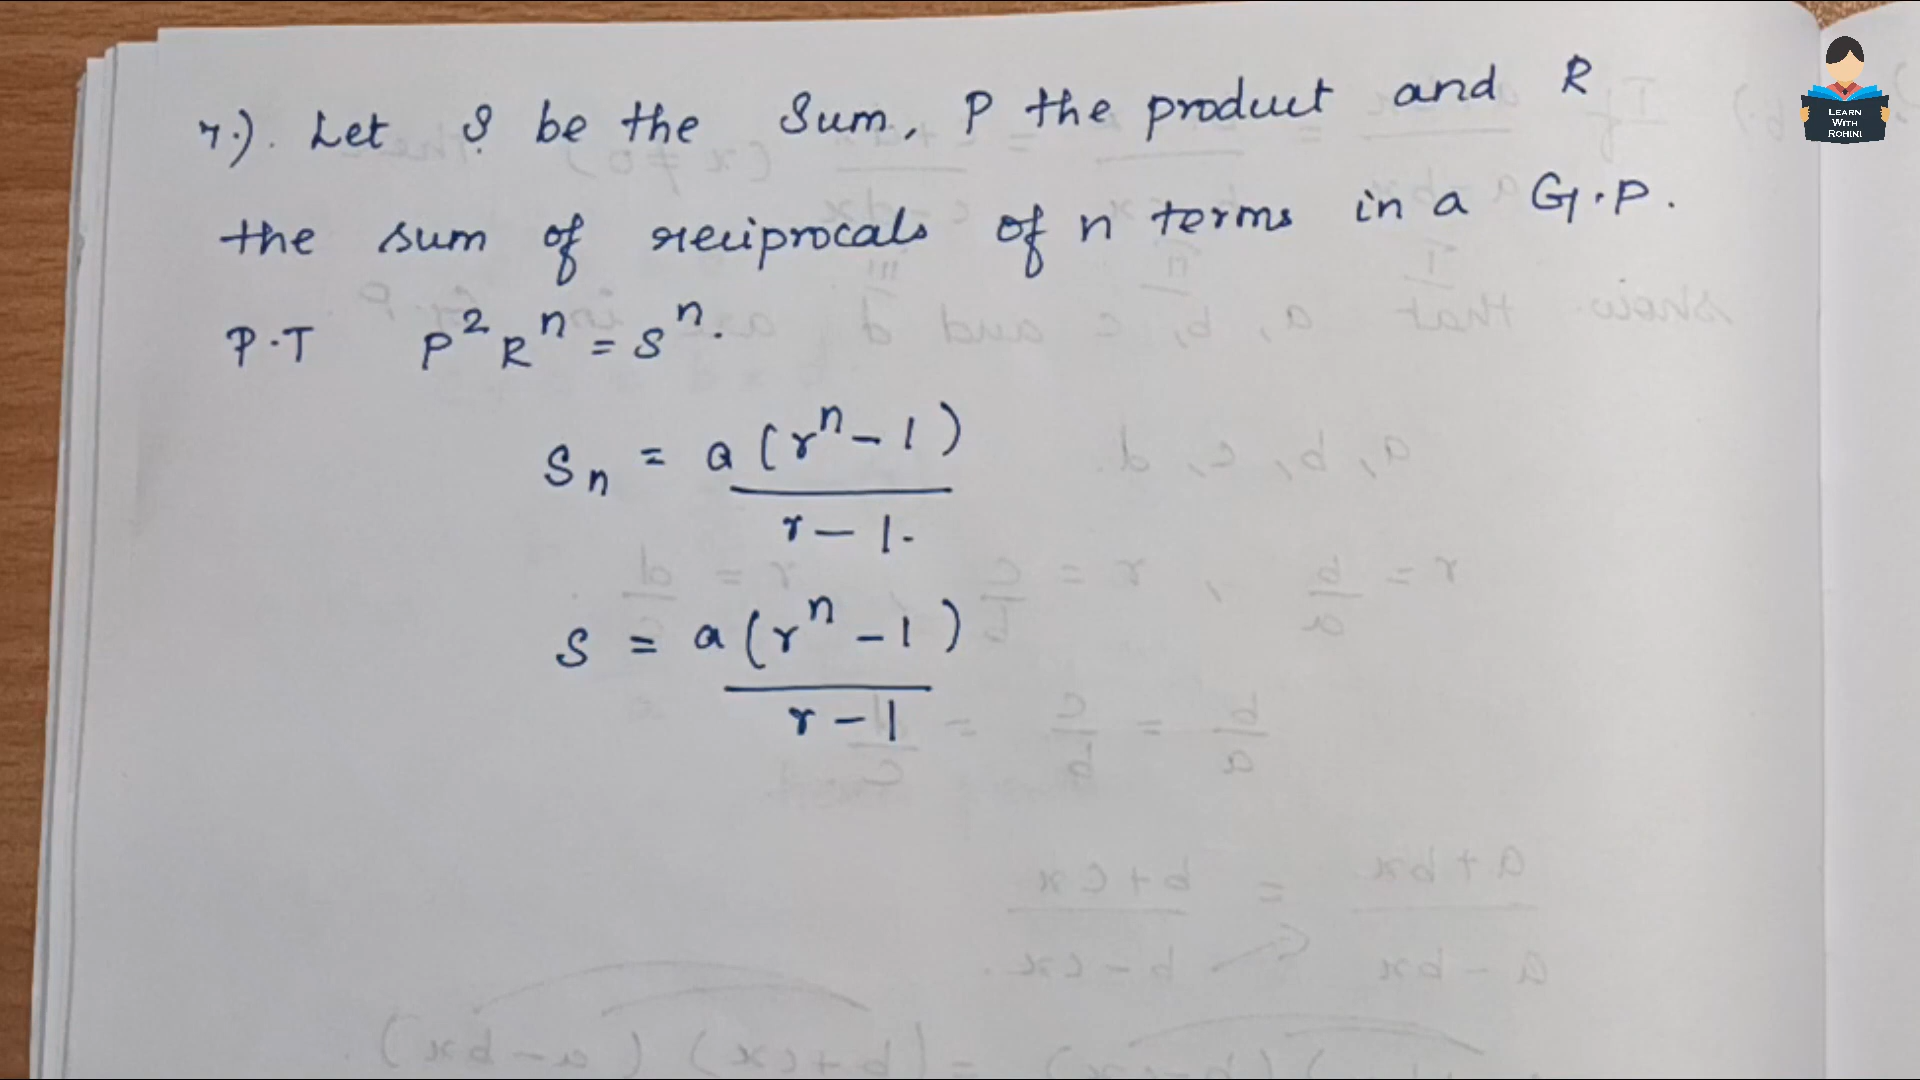 7.). Let S be the Sum, P the product and R
the sum of reciprocals of n terms in a G.P.
P.T P² Rⁿ = Sⁿ.
Sn = a(rⁿ - 1)
r - 1.
S = a(rⁿ - 1)
r - 1
LEARN
WITH
ROHINI